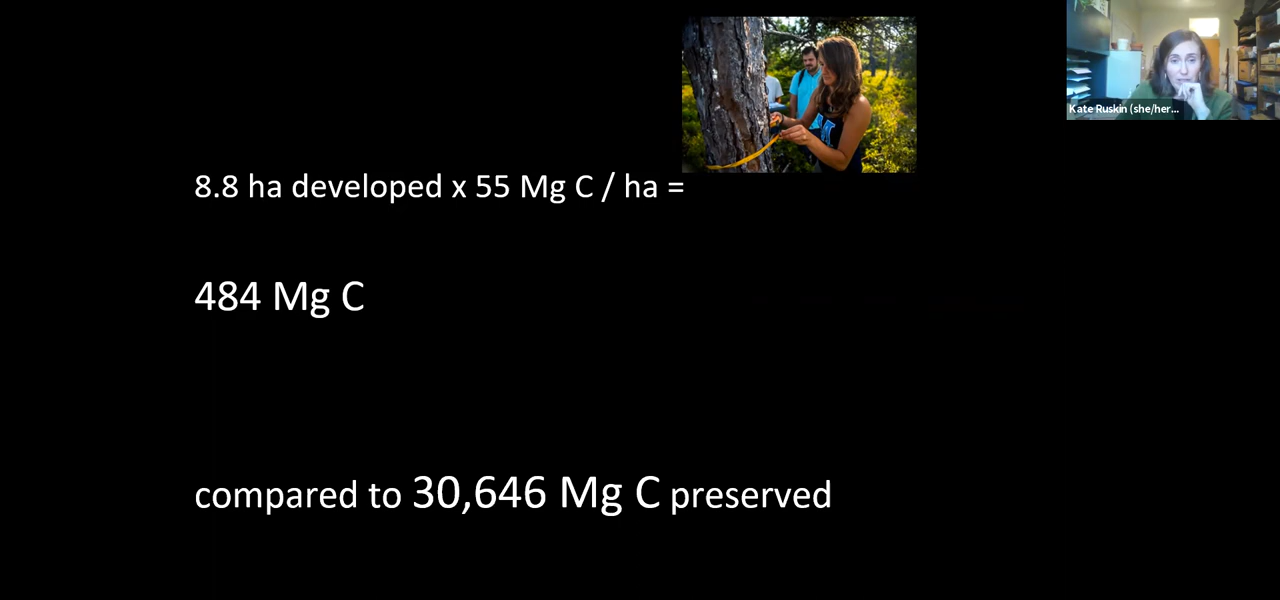 Kate Ruskin (she/her...
8.8 ha developed x 55 Mg C / ha =
484 Mg C
compared to 30,646 Mg C preserved